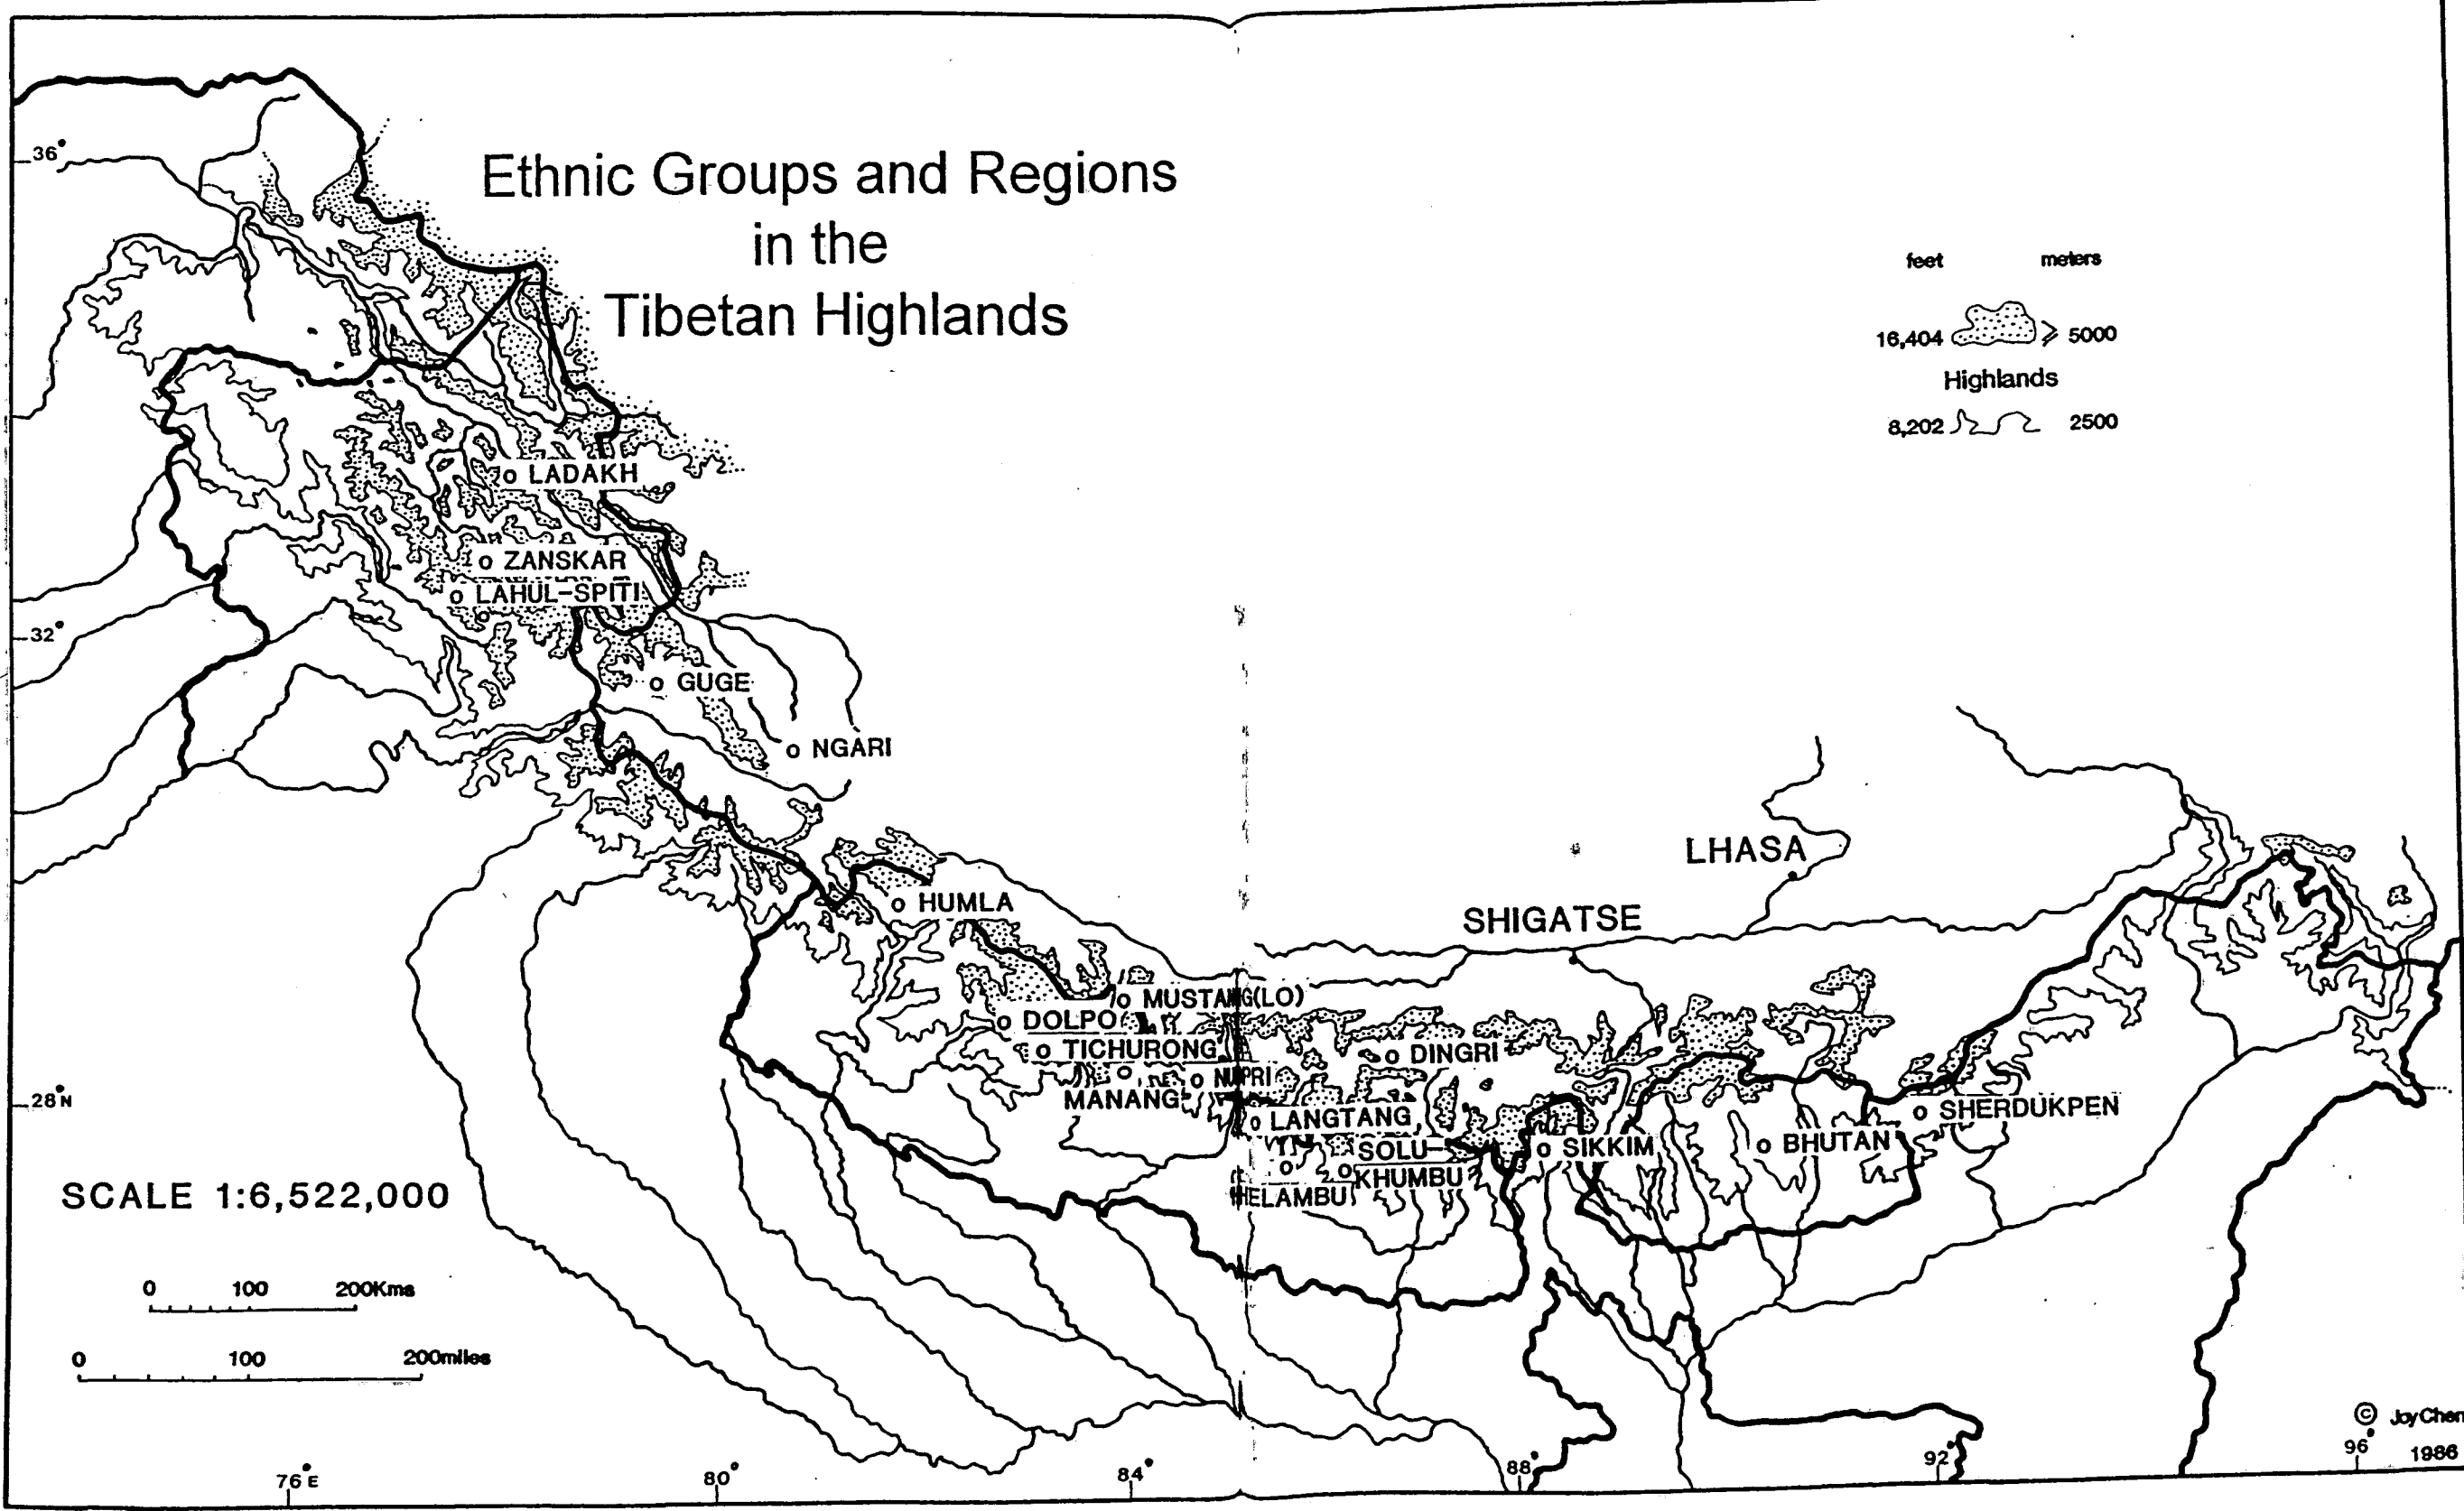 Ethnic Groups and Regions
in the
Tibetan Highlands
feet meters
16,404 ⩾ 5000
Highlands
8,202 2500
36°
32°
28°N
LADAKH
ZANSKAR
LAHUL-SPITI
GUGE
NGARI
HUMLA
MUSTANG(LO)
DOLPO
TICHURONG
NUPRI
MANANG
LHASA
SHIGATSE
DINGRI
LANGTANG
SOLU-
KHUMBU
HELAMBU
SIKKIM
BHUTAN
SHERDUKPEN
SCALE 1:6,522,000
0 100 200Kms
0 100 200miles
76°E
80°
84°
88°
92°
96°
© Joy Chen
1986